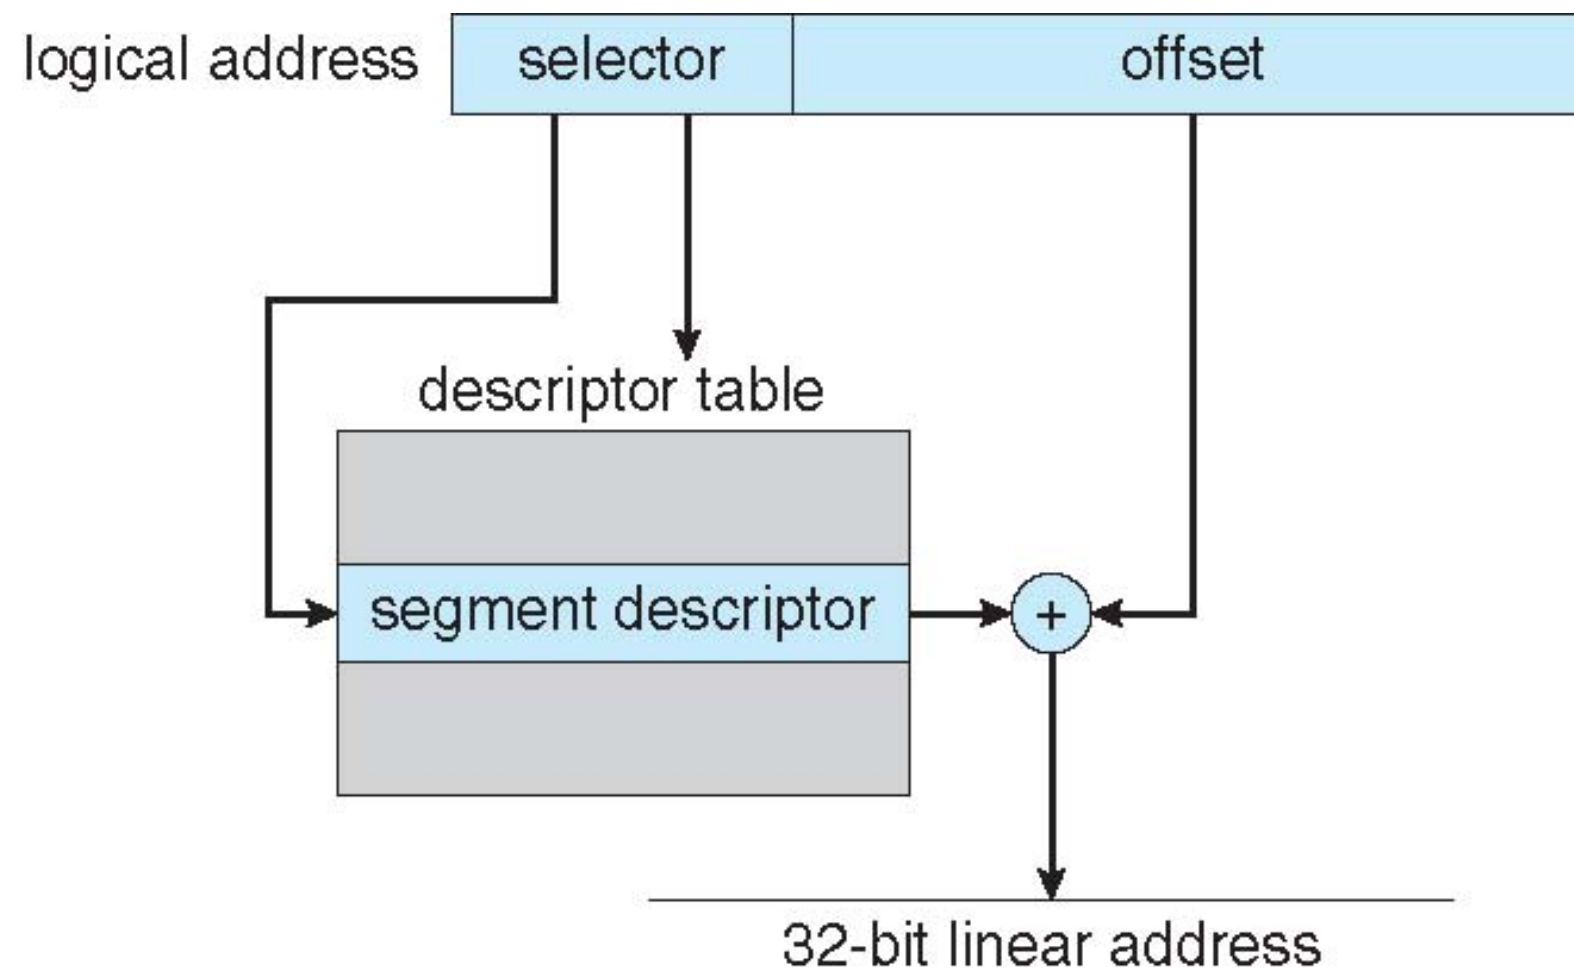 logical address selector offset
descriptor table
segment descriptor +
32-bit linear address